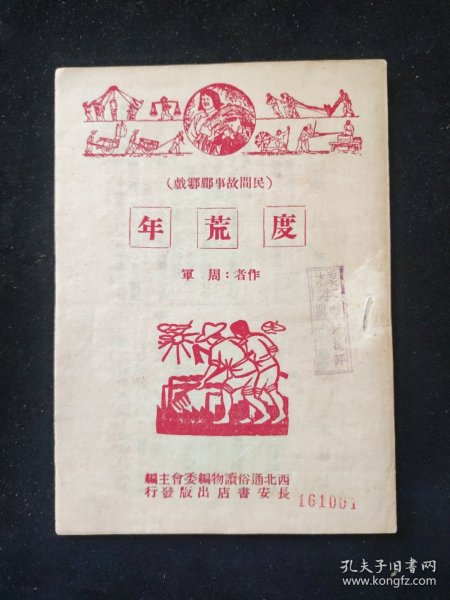 (民間故事郿鄠戲)
度荒年
作者：周軍
樣本
西北通俗讀物編委會主編
長安書店出版發行
161001
孔夫子旧书网
www.kongfz.com